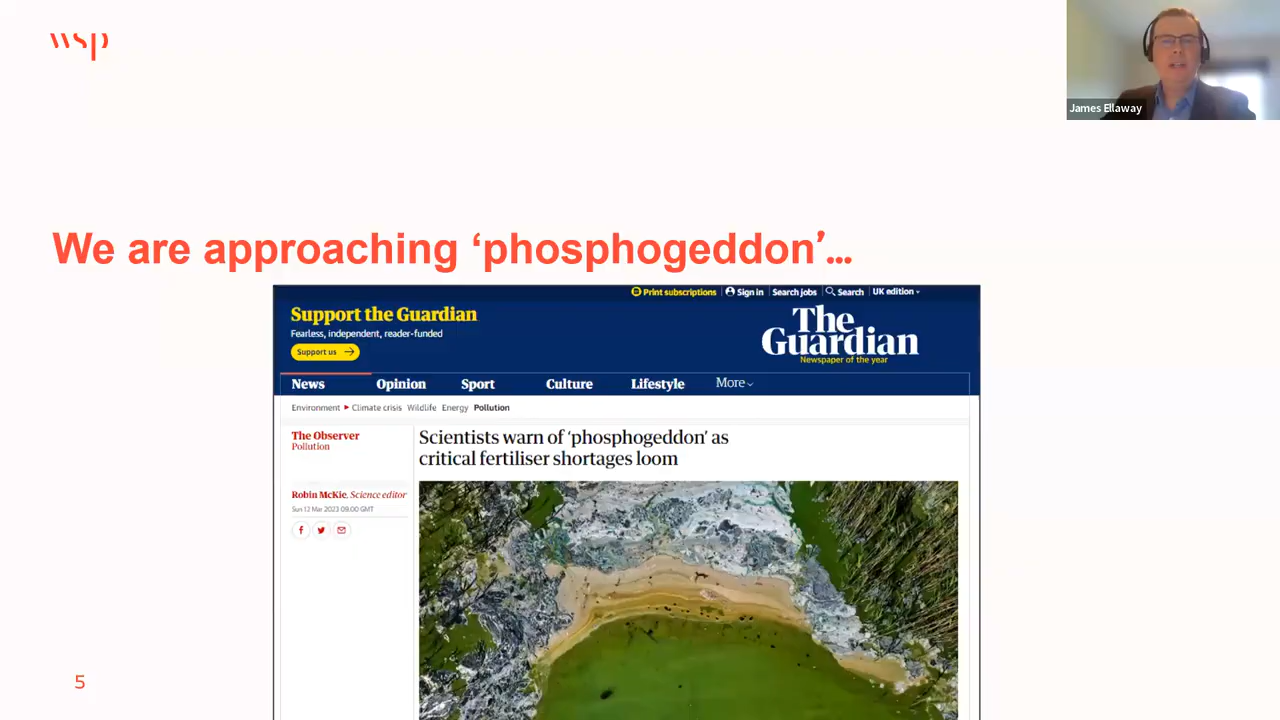 wsp
James Ellaway
We are approaching ‘phosphogeddon’...
Print subscriptions
Sign in
Search jobs
Search
UK edition
Support the Guardian
Fearless, independent, reader-funded
Support us
The
Guardian
Newspaper of the year
News
Opinion
Sport
Culture
Lifestyle
More
Environment
Climate crisis
Wildlife
Energy
Pollution
The Observer
Pollution
Scientists warn of ‘phosphogeddon’ as
critical fertiliser shortages loom
Robin McKie, Science editor
Sun 12 Mar 2023 09.00 GMT
5